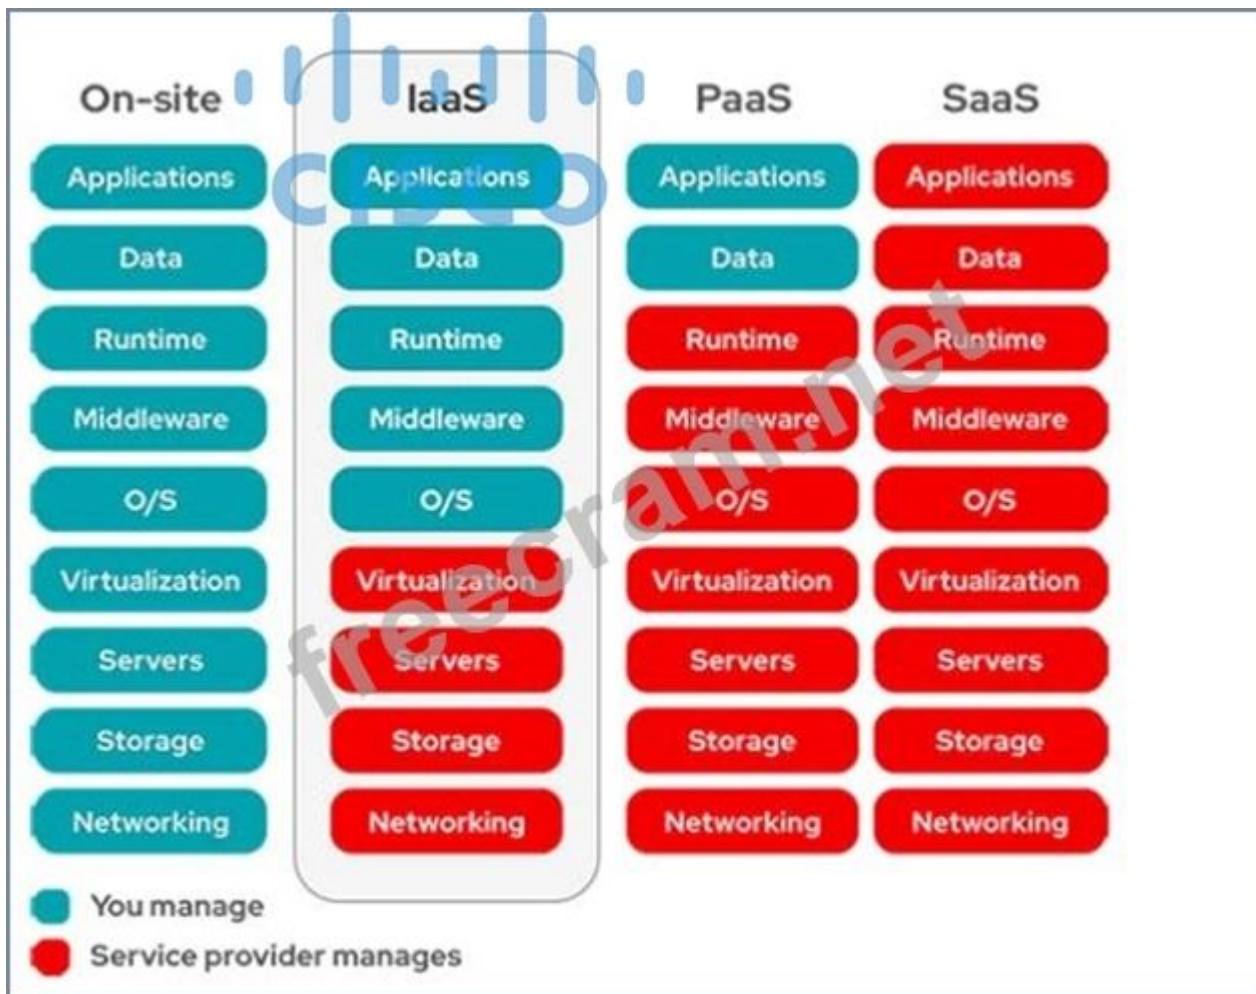 On-site IaaS PaaS SaaS
cisco
Applications Applications Applications Applications
Data Data Data Data
Runtime Runtime Runtime Runtime
Middleware Middleware Middleware Middleware
O/S O/S O/S O/S
Virtualization Virtualization Virtualization Virtualization
Servers Servers Servers Servers
Storage Storage Storage Storage
Networking Networking Networking Networking
You manage
Service provider manages
freecram.net